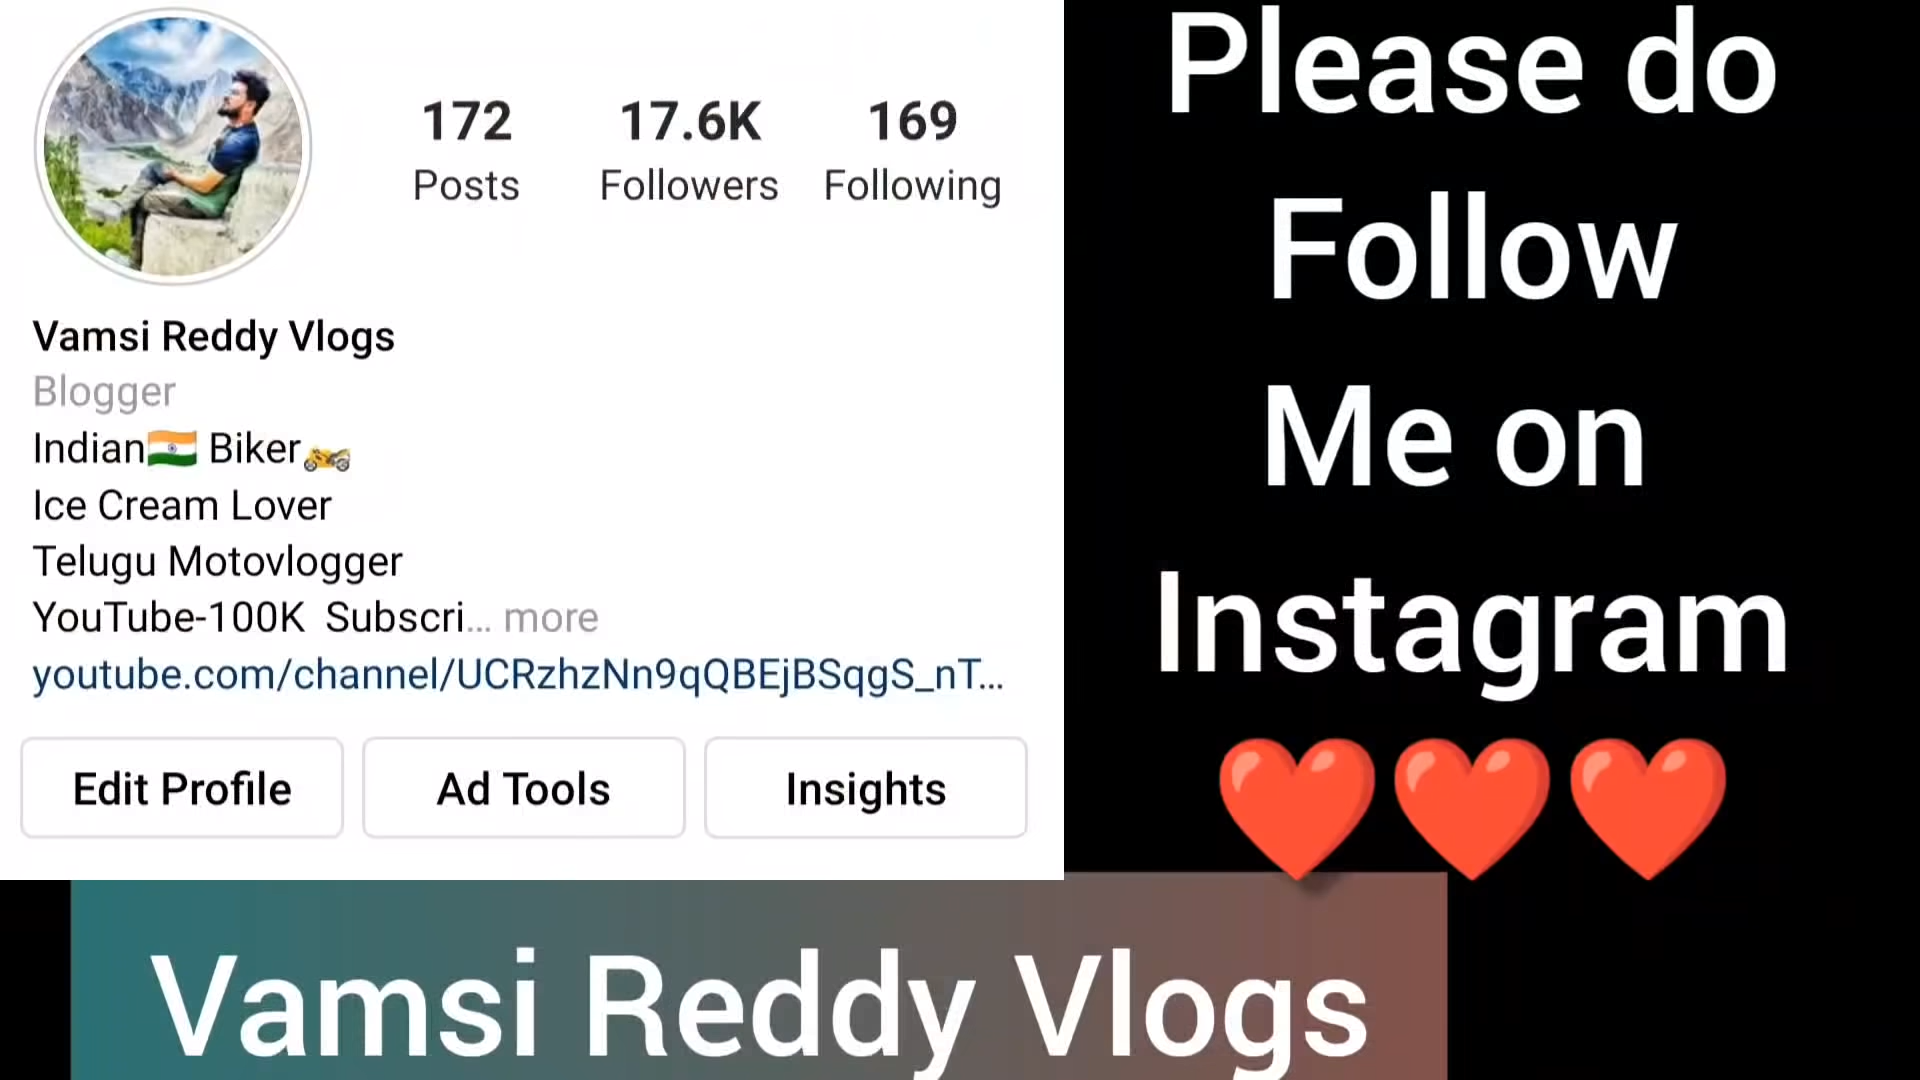 172 17.6K 169
Posts Followers Following
Vamsi Reddy Vlogs
Blogger
Indian🇮🇳 Biker🏍️
Ice Cream Lover
Telugu Motovlogger
YouTube-100K Subscri... more
youtube.com/channel/UCRzhzNn9qQBEjBSqgS_nT...
Edit Profile Ad Tools Insights
Please do
Follow
Me on
Instagram
❤️❤️❤️
Vamsi Reddy Vlogs